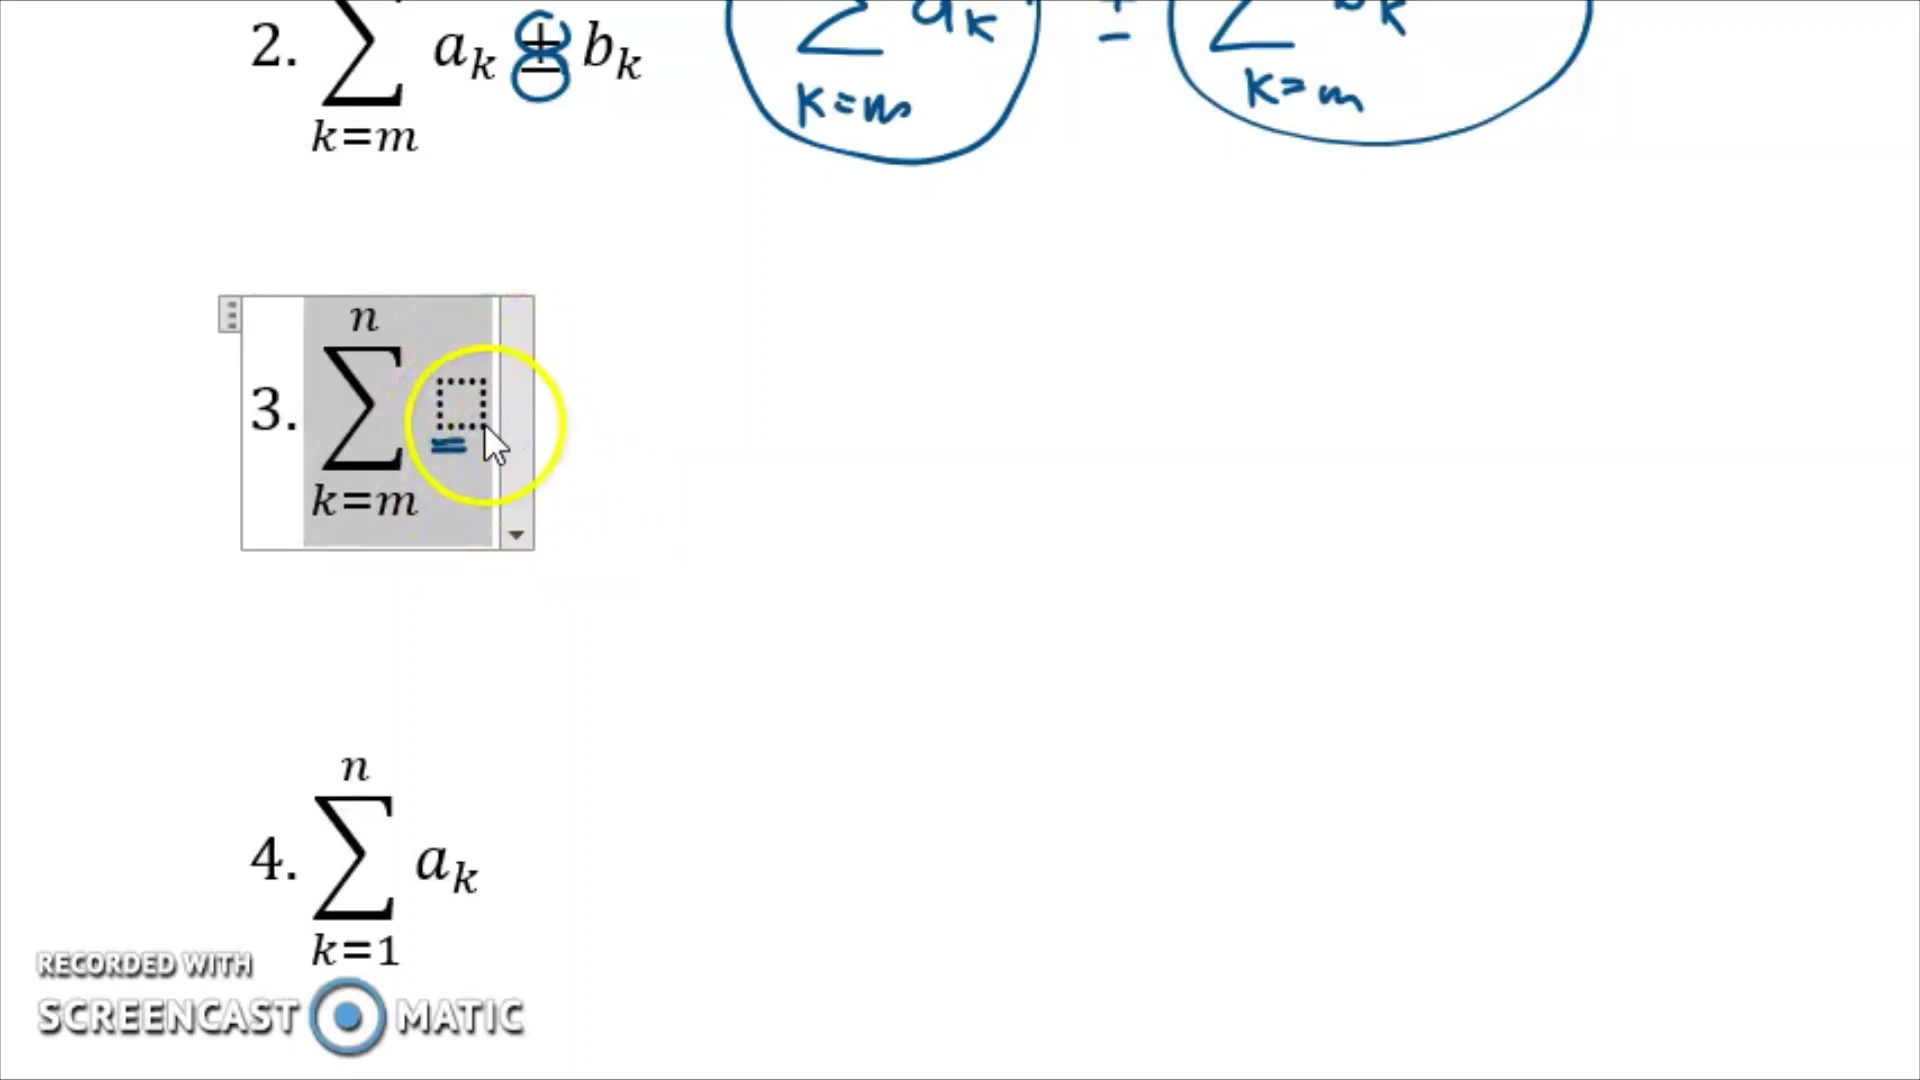 2. ∑ a_k ± b_k ∑ a_k ± ∑ b_k
k=m k=m k=m
n
3. ∑
k=m
n
4. ∑ a_k
k=1
RECORDED WITH
SCREENCAST MATIC